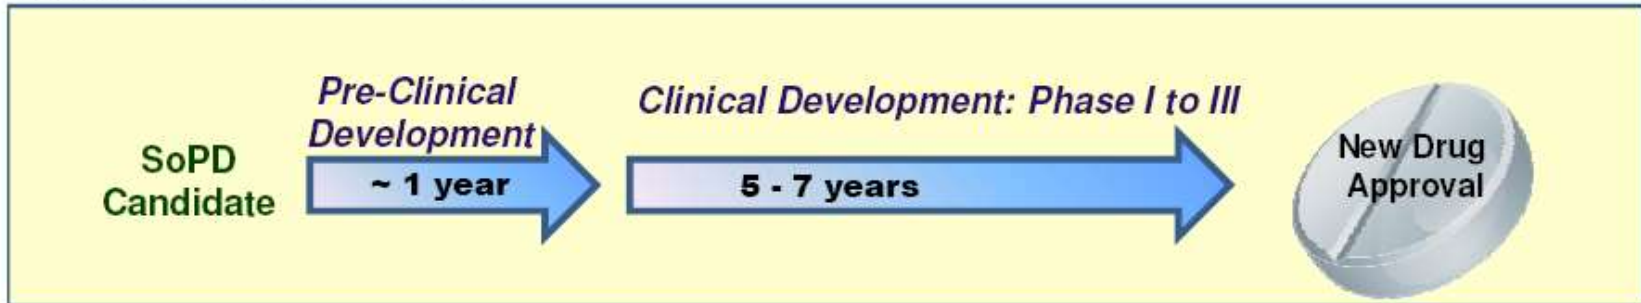 SoPD
Candidate
Pre-Clinical
Development
~ 1 year
Clinical Development: Phase I to III
5 - 7 years
New Drug
Approval